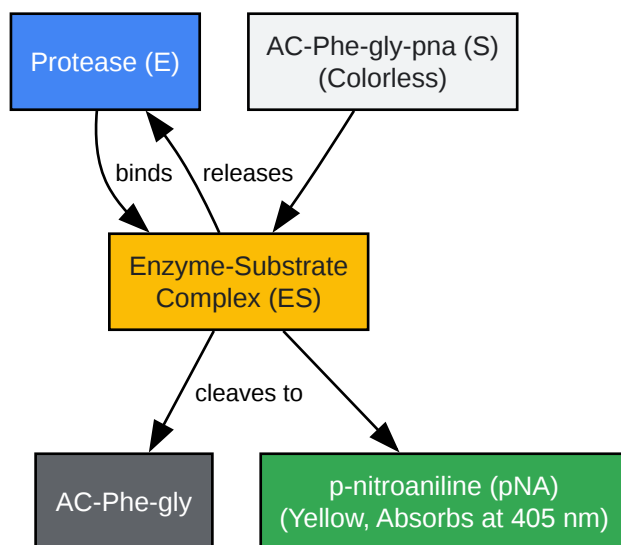 Protease (E)
AC-Phe-gly-pna (S)
(Colorless)
binds
releases
Enzyme-Substrate
Complex (ES)
cleaves to
AC-Phe-gly
p-nitroaniline (pNA)
(Yellow, Absorbs at 405 nm)